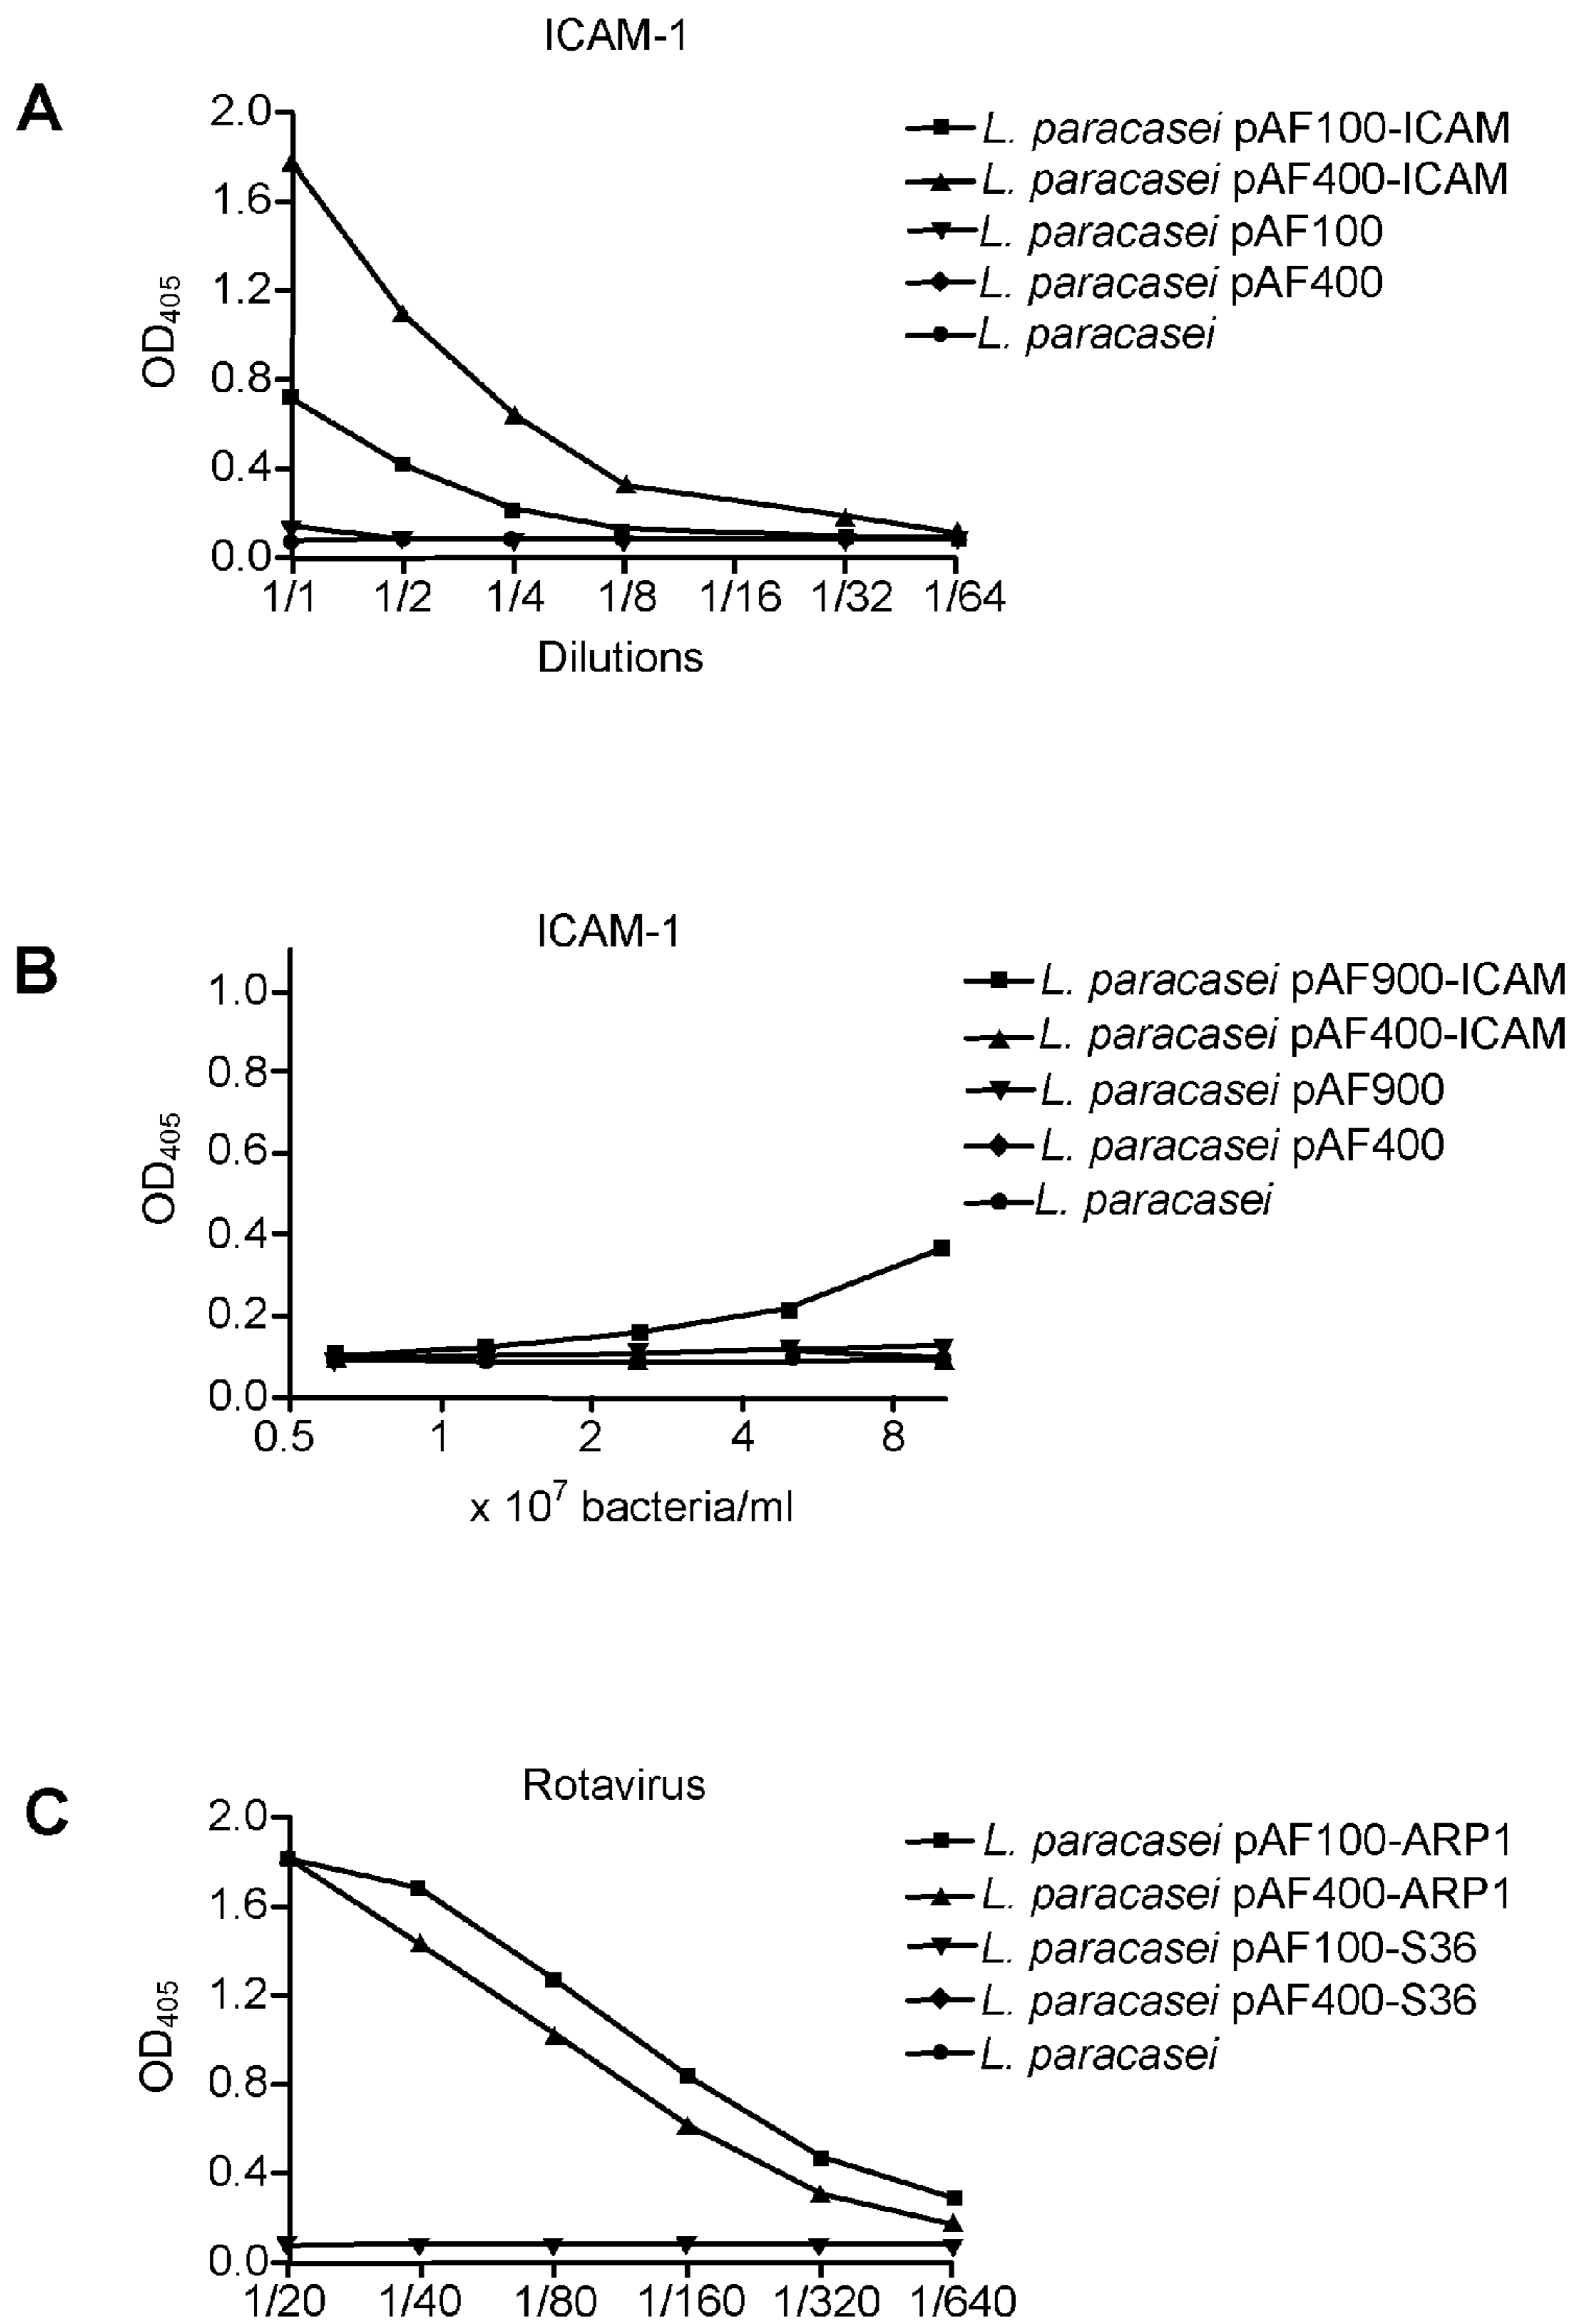 ICAM-1
A
2.0
1.6
1.2
0.8
0.4
0.0
OD405
1/1 1/2 1/4 1/8 1/16 1/32 1/64
Dilutions
L. paracasei pAF100-ICAM
L. paracasei pAF400-ICAM
L. paracasei pAF100
L. paracasei pAF400
L. paracasei
ICAM-1
B
1.0
0.8
0.6
0.4
0.2
0.0
OD405
0.5 1 2 4 8
x 10^7 bacteria/ml
L. paracasei pAF900-ICAM
L. paracasei pAF400-ICAM
L. paracasei pAF900
L. paracasei pAF400
L. paracasei
Rotavirus
C
2.0
1.6
1.2
0.8
0.4
0.0
OD405
1/20 1/40 1/80 1/160 1/320 1/640
L. paracasei pAF100-ARP1
L. paracasei pAF400-ARP1
L. paracasei pAF100-S36
L. paracasei pAF400-S36
L. paracasei